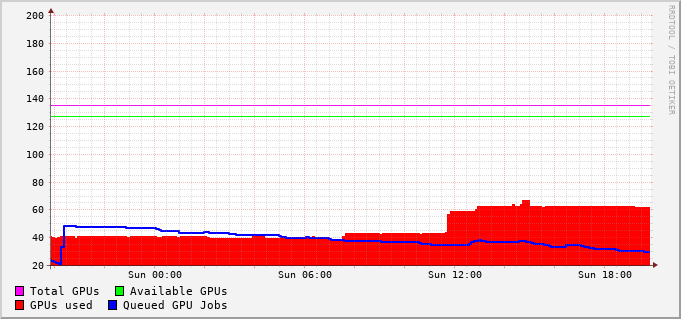 RRDTOOL / TOBI OETIKER
200
180
160
140
120
100
80
60
40
20
Sun 00:00 Sun 06:00 Sun 12:00 Sun 18:00
Total GPUs Available GPUs
GPUs used Queued GPU Jobs